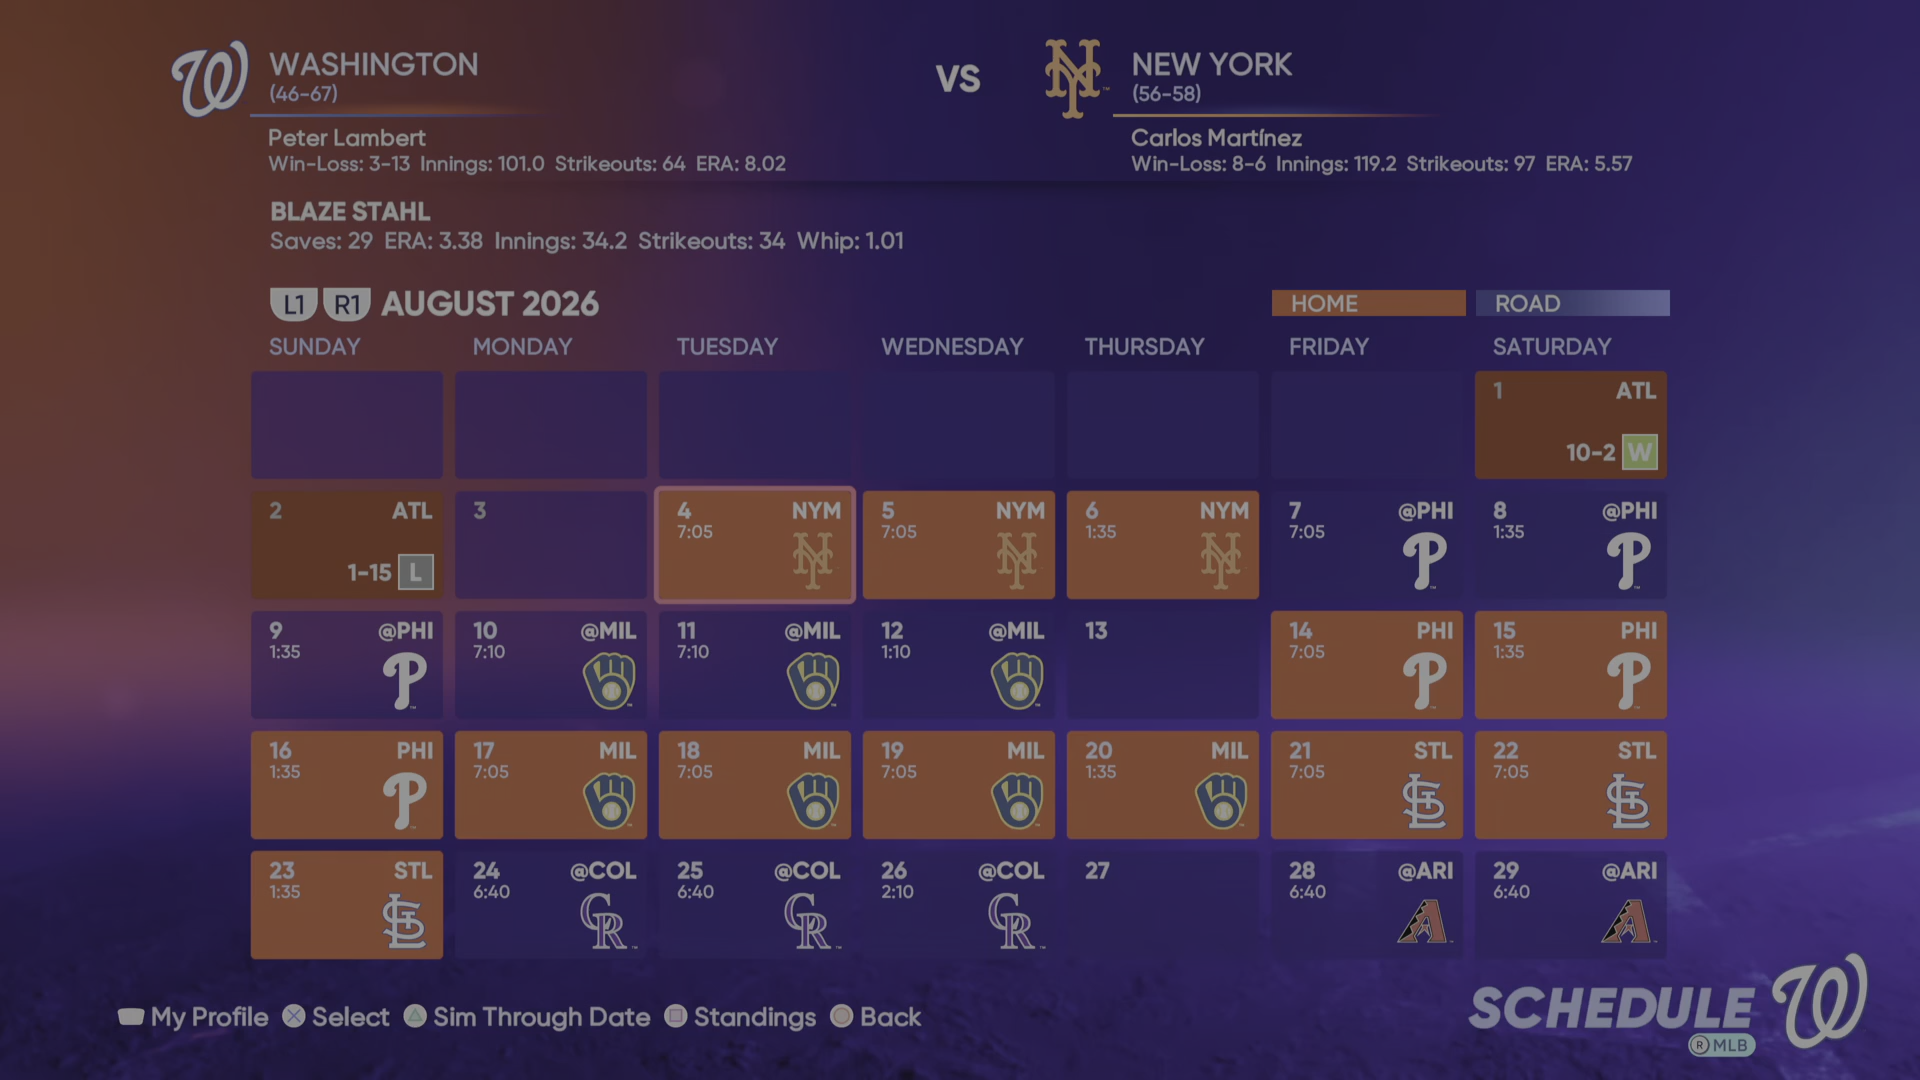 WASHINGTON
(46-67)
Peter Lambert
Win-Loss: 3-13 Innings: 101.0 Strikeouts: 64 ERA: 8.02
VS
NEW YORK
(56-58)
Carlos Martínez
Win-Loss: 8-6 Innings: 119.2 Strikeouts: 97 ERA: 5.57
BLAZE STAHL
Saves: 29 ERA: 3.38 Innings: 34.2 Strikeouts: 34 Whip: 1.01
L1 R1 AUGUST 2026
HOME ROAD
SUNDAY MONDAY TUESDAY WEDNESDAY THURSDAY FRIDAY SATURDAY
1 ATL
10-2 W
2 ATL 3 4 NYM 5 NYM 6 NYM 7 @PHI 8 @PHI
7:05 7:05 1:35 7:05 1:35
1-15 L
9 @PHI 10 @MIL 11 @MIL 12 @MIL 13 14 PHI 15 PHI
1:35 7:10 7:10 1:10 7:05 1:35
16 PHI 17 MIL 18 MIL 19 MIL 20 MIL 21 STL 22 STL
1:35 7:05 7:05 7:05 1:35 7:05 7:05
23 STL 24 @COL 25 @COL 26 @COL 27 28 @ARI 29 @ARI
1:35 6:40 6:40 2:10 6:40 6:40
My Profile Select Sim Through Date Standings Back
SCHEDULE
R MLB